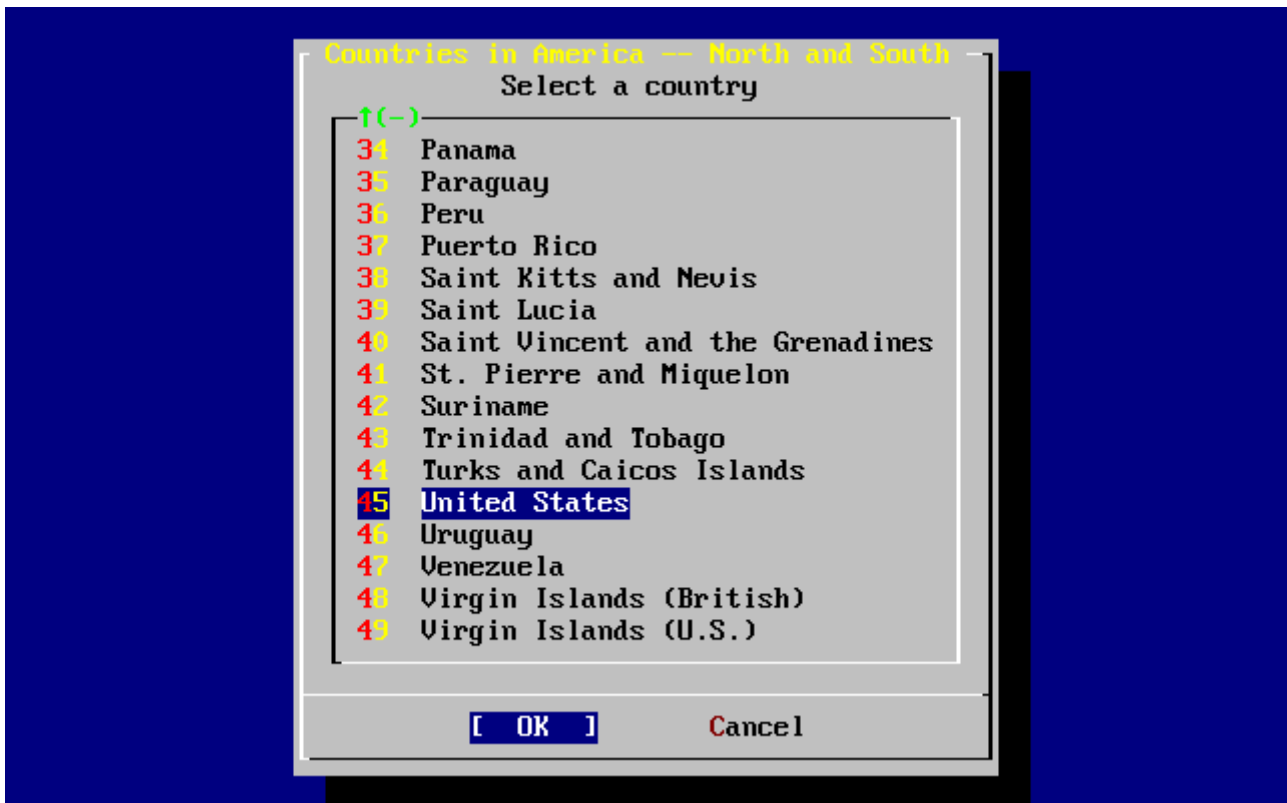 Countries in America -- North and South
Select a country
↑(-)
34 Panama
35 Paraguay
36 Peru
37 Puerto Rico
38 Saint Kitts and Nevis
39 Saint Lucia
40 Saint Vincent and the Grenadines
41 St. Pierre and Miquelon
42 Suriname
43 Trinidad and Tobago
44 Turks and Caicos Islands
45 United States
46 Uruguay
47 Venezuela
48 Virgin Islands (British)
49 Virgin Islands (U.S.)
[ OK ] Cancel